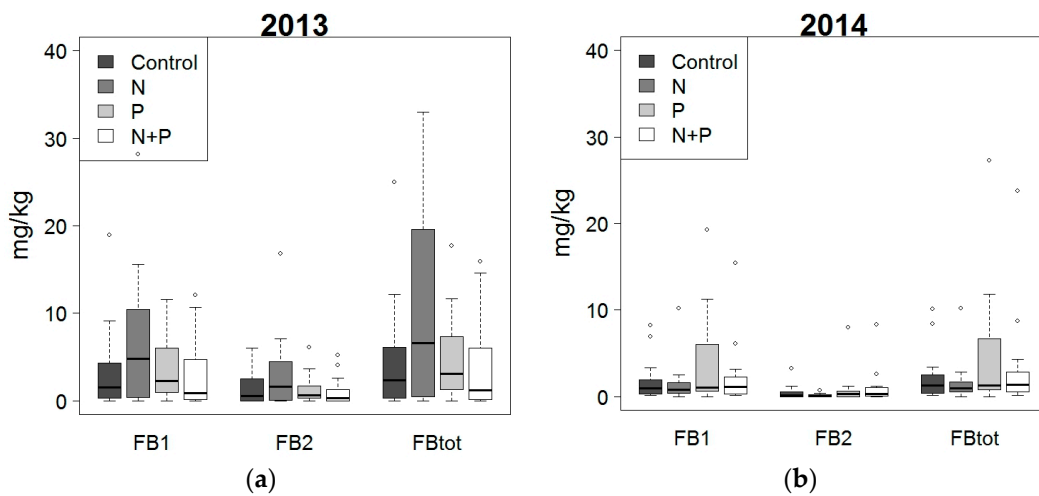 2013
40
30
20
10
0
mg/kg
Control
N
P
N+P
FB1
FB2
FBtot
(a)
2014
40
30
20
10
0
mg/kg
Control
N
P
N+P
FB1
FB2
FBtot
(b)